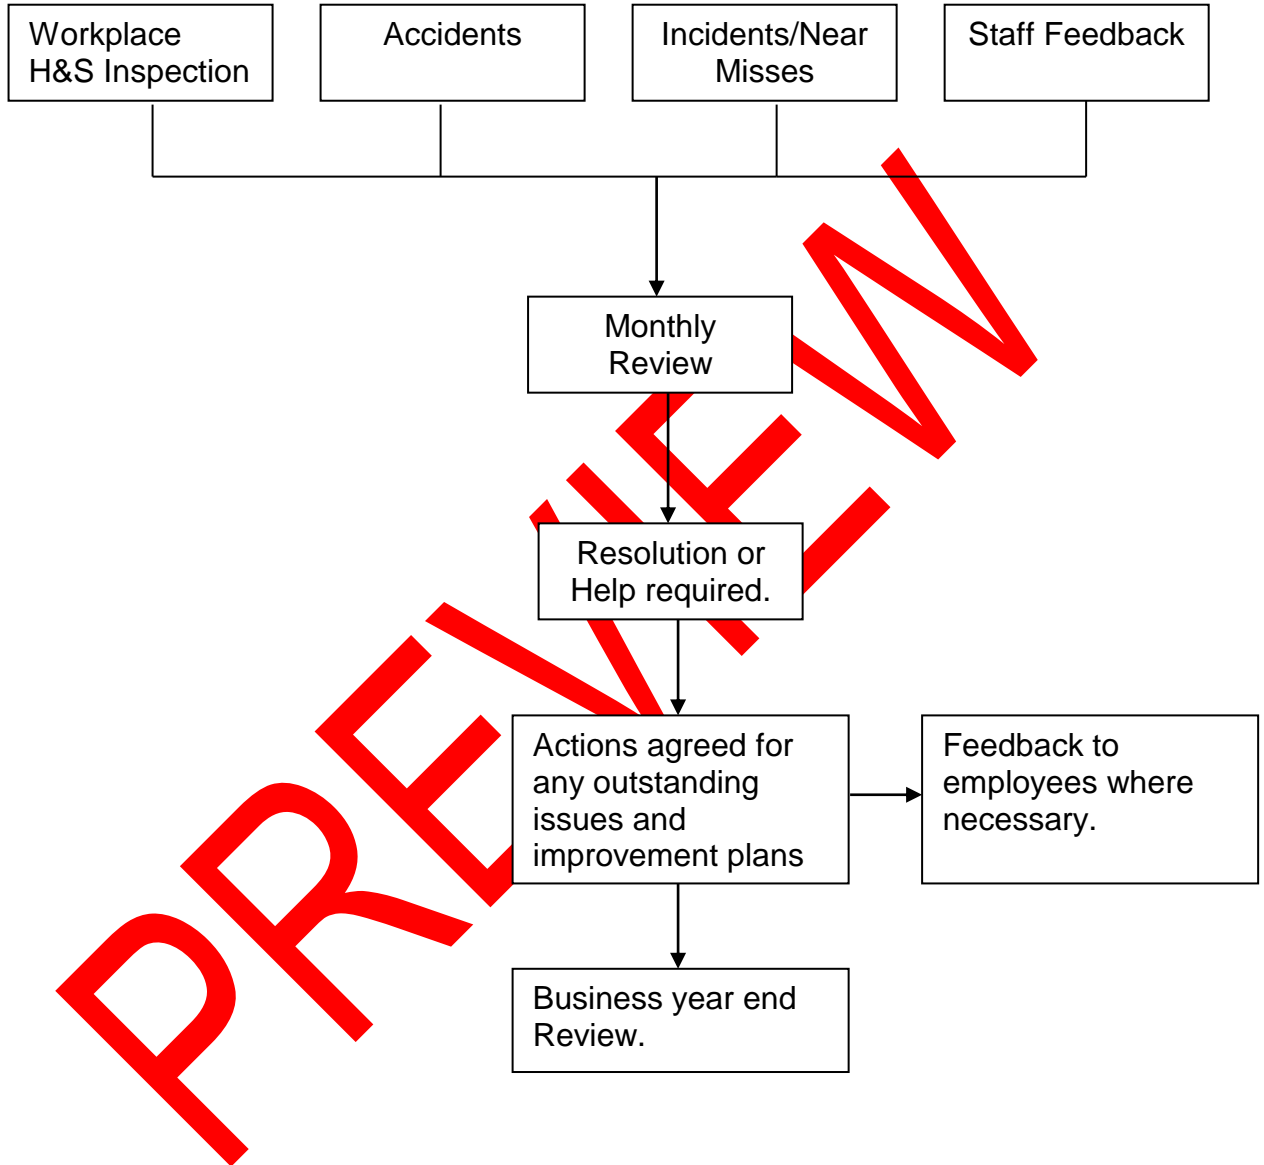 Workplace
H&S Inspection
Accidents
Incidents/Near
Misses
Staff Feedback
Monthly
Review
Resolution or
Help required.
Actions agreed for
any outstanding
issues and
improvement plans
Feedback to
employees where
necessary.
Business year end
Review.
PREVIEW